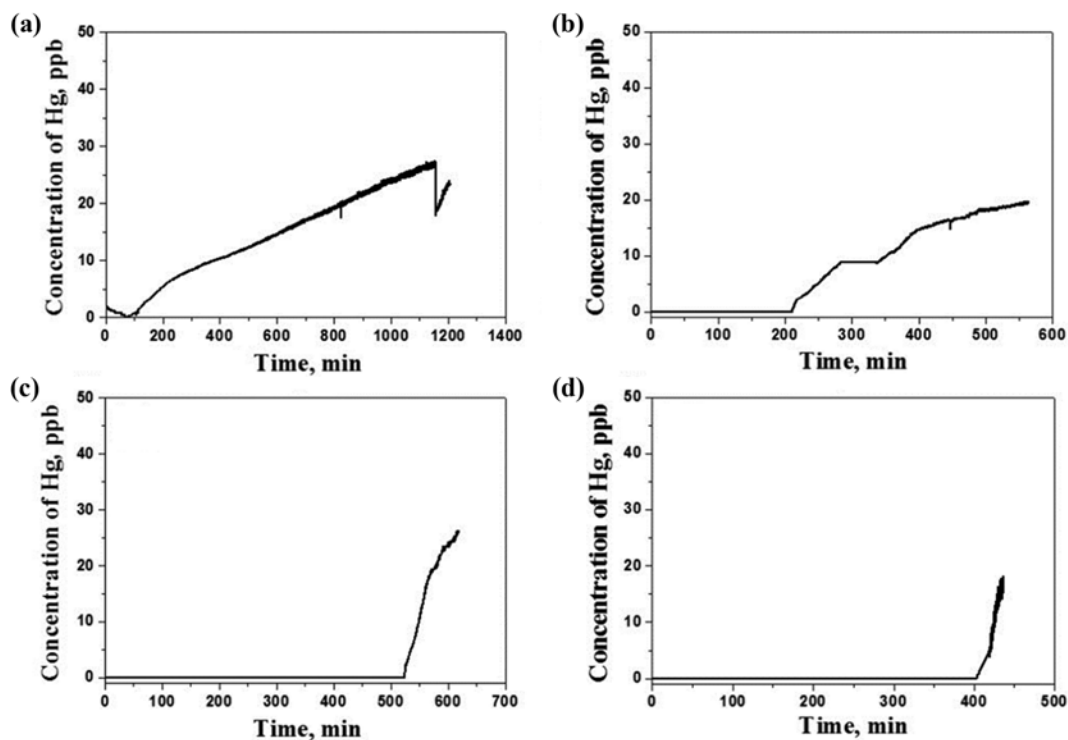 (a)
Concentration of Hg, ppb
50
40
30
20
10
0
0 200 400 600 800 1000 1200 1400
Time, min
(b)
Concentration of Hg, ppb
50
40
30
20
10
0
0 100 200 300 400 500 600
Time, min
(c)
Concentration of Hg, ppb
50
40
30
20
10
0
0 100 200 300 400 500 600 700
Time, min
(d)
Concentration of Hg, ppb
50
40
30
20
10
0
0 100 200 300 400 500
Time, min